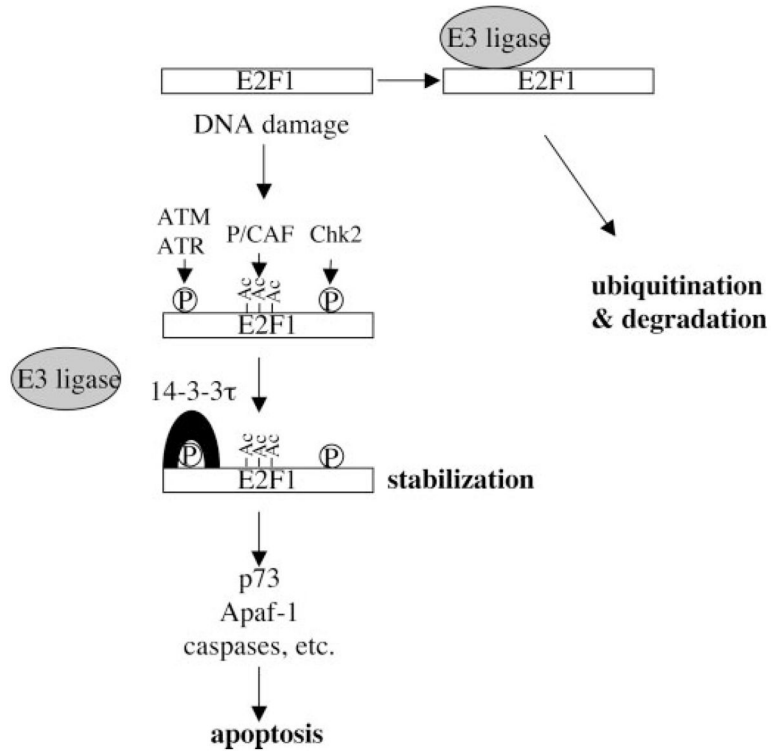 E3 ligase
E2F1
E2F1
DNA damage
ATM
ATR
P/CAF
Chk2
P
Ac
Ac
Ac
P
E2F1
ubiquitination
& degradation
E3 ligase
14-3-3τ
P
Ac
Ac
Ac
P
E2F1
stabilization
p73
Apaf-1
caspases, etc.
apoptosis